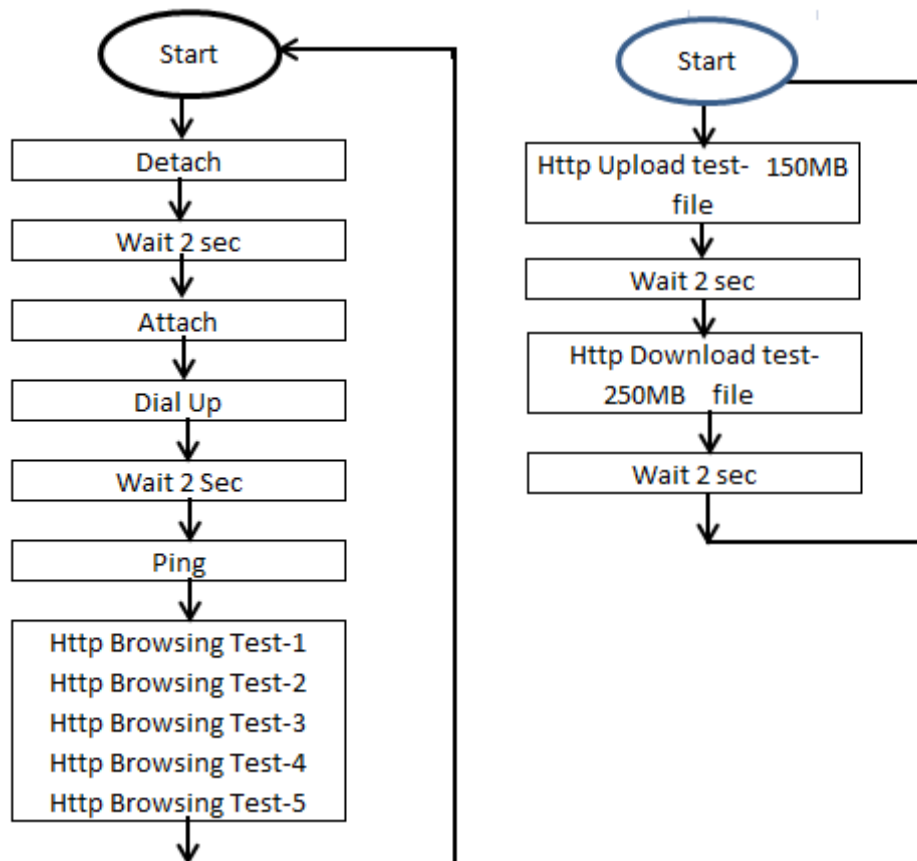 Start
Detach
Wait 2 sec
Attach
Dial Up
Wait 2 Sec
Ping
Http Browsing Test-1
Http Browsing Test-2
Http Browsing Test-3
Http Browsing Test-4
Http Browsing Test-5
Start
Http Upload test- 150MB
file
Wait 2 sec
Http Download test-
250MB file
Wait 2 sec